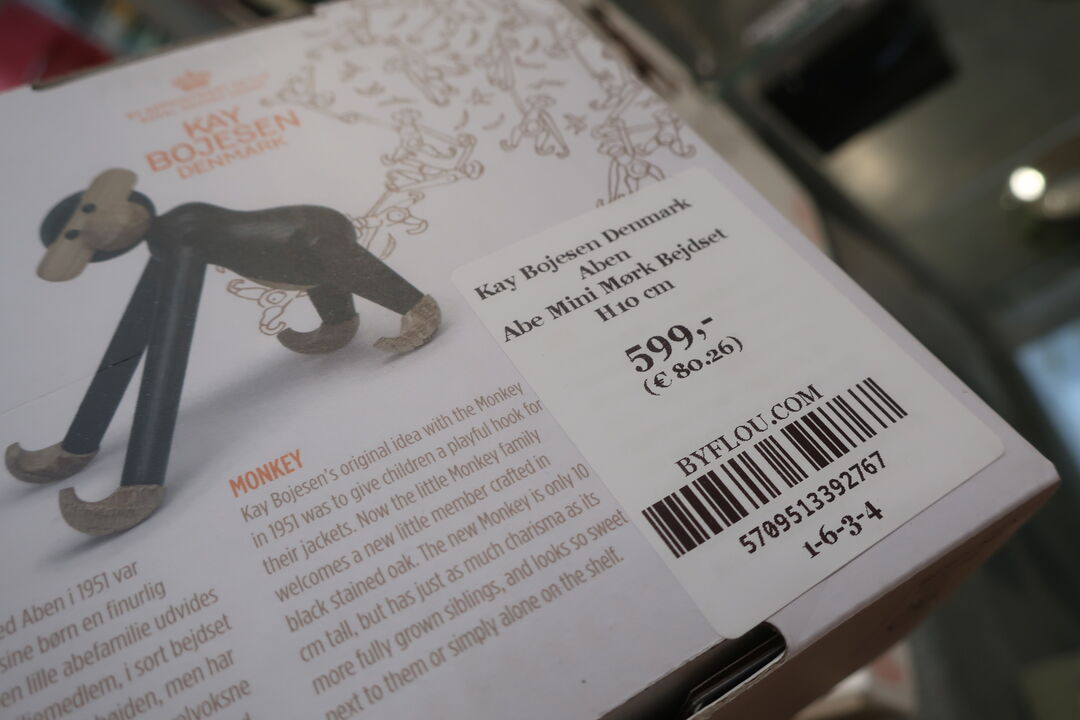 KAY
BOJESEN
DENMARK
Kay Bojesen Denmark
Aben
Abe Mini Mørk Bejdset
H10 cm
599,-
(€ 80.26)
BYFLOU.COM
5709513392767
1-6-3-4
MONKEY
Kay Bojesen's original idea with the Monkey
in 1951 was to give children a playful hook for
their jackets. Now the little Monkey family
welcomes a new little member crafted in
black stained oak. The new Monkey is only 10
cm tall, but has just as much charisma as its
more fully grown siblings, and looks so sweet
next to them or simply alone on the shelf.
ed Aben i 1951 var
sine børn en finurlig
en lille abefamilie udvides
liemedlem, i sort bejdset
højden, men har